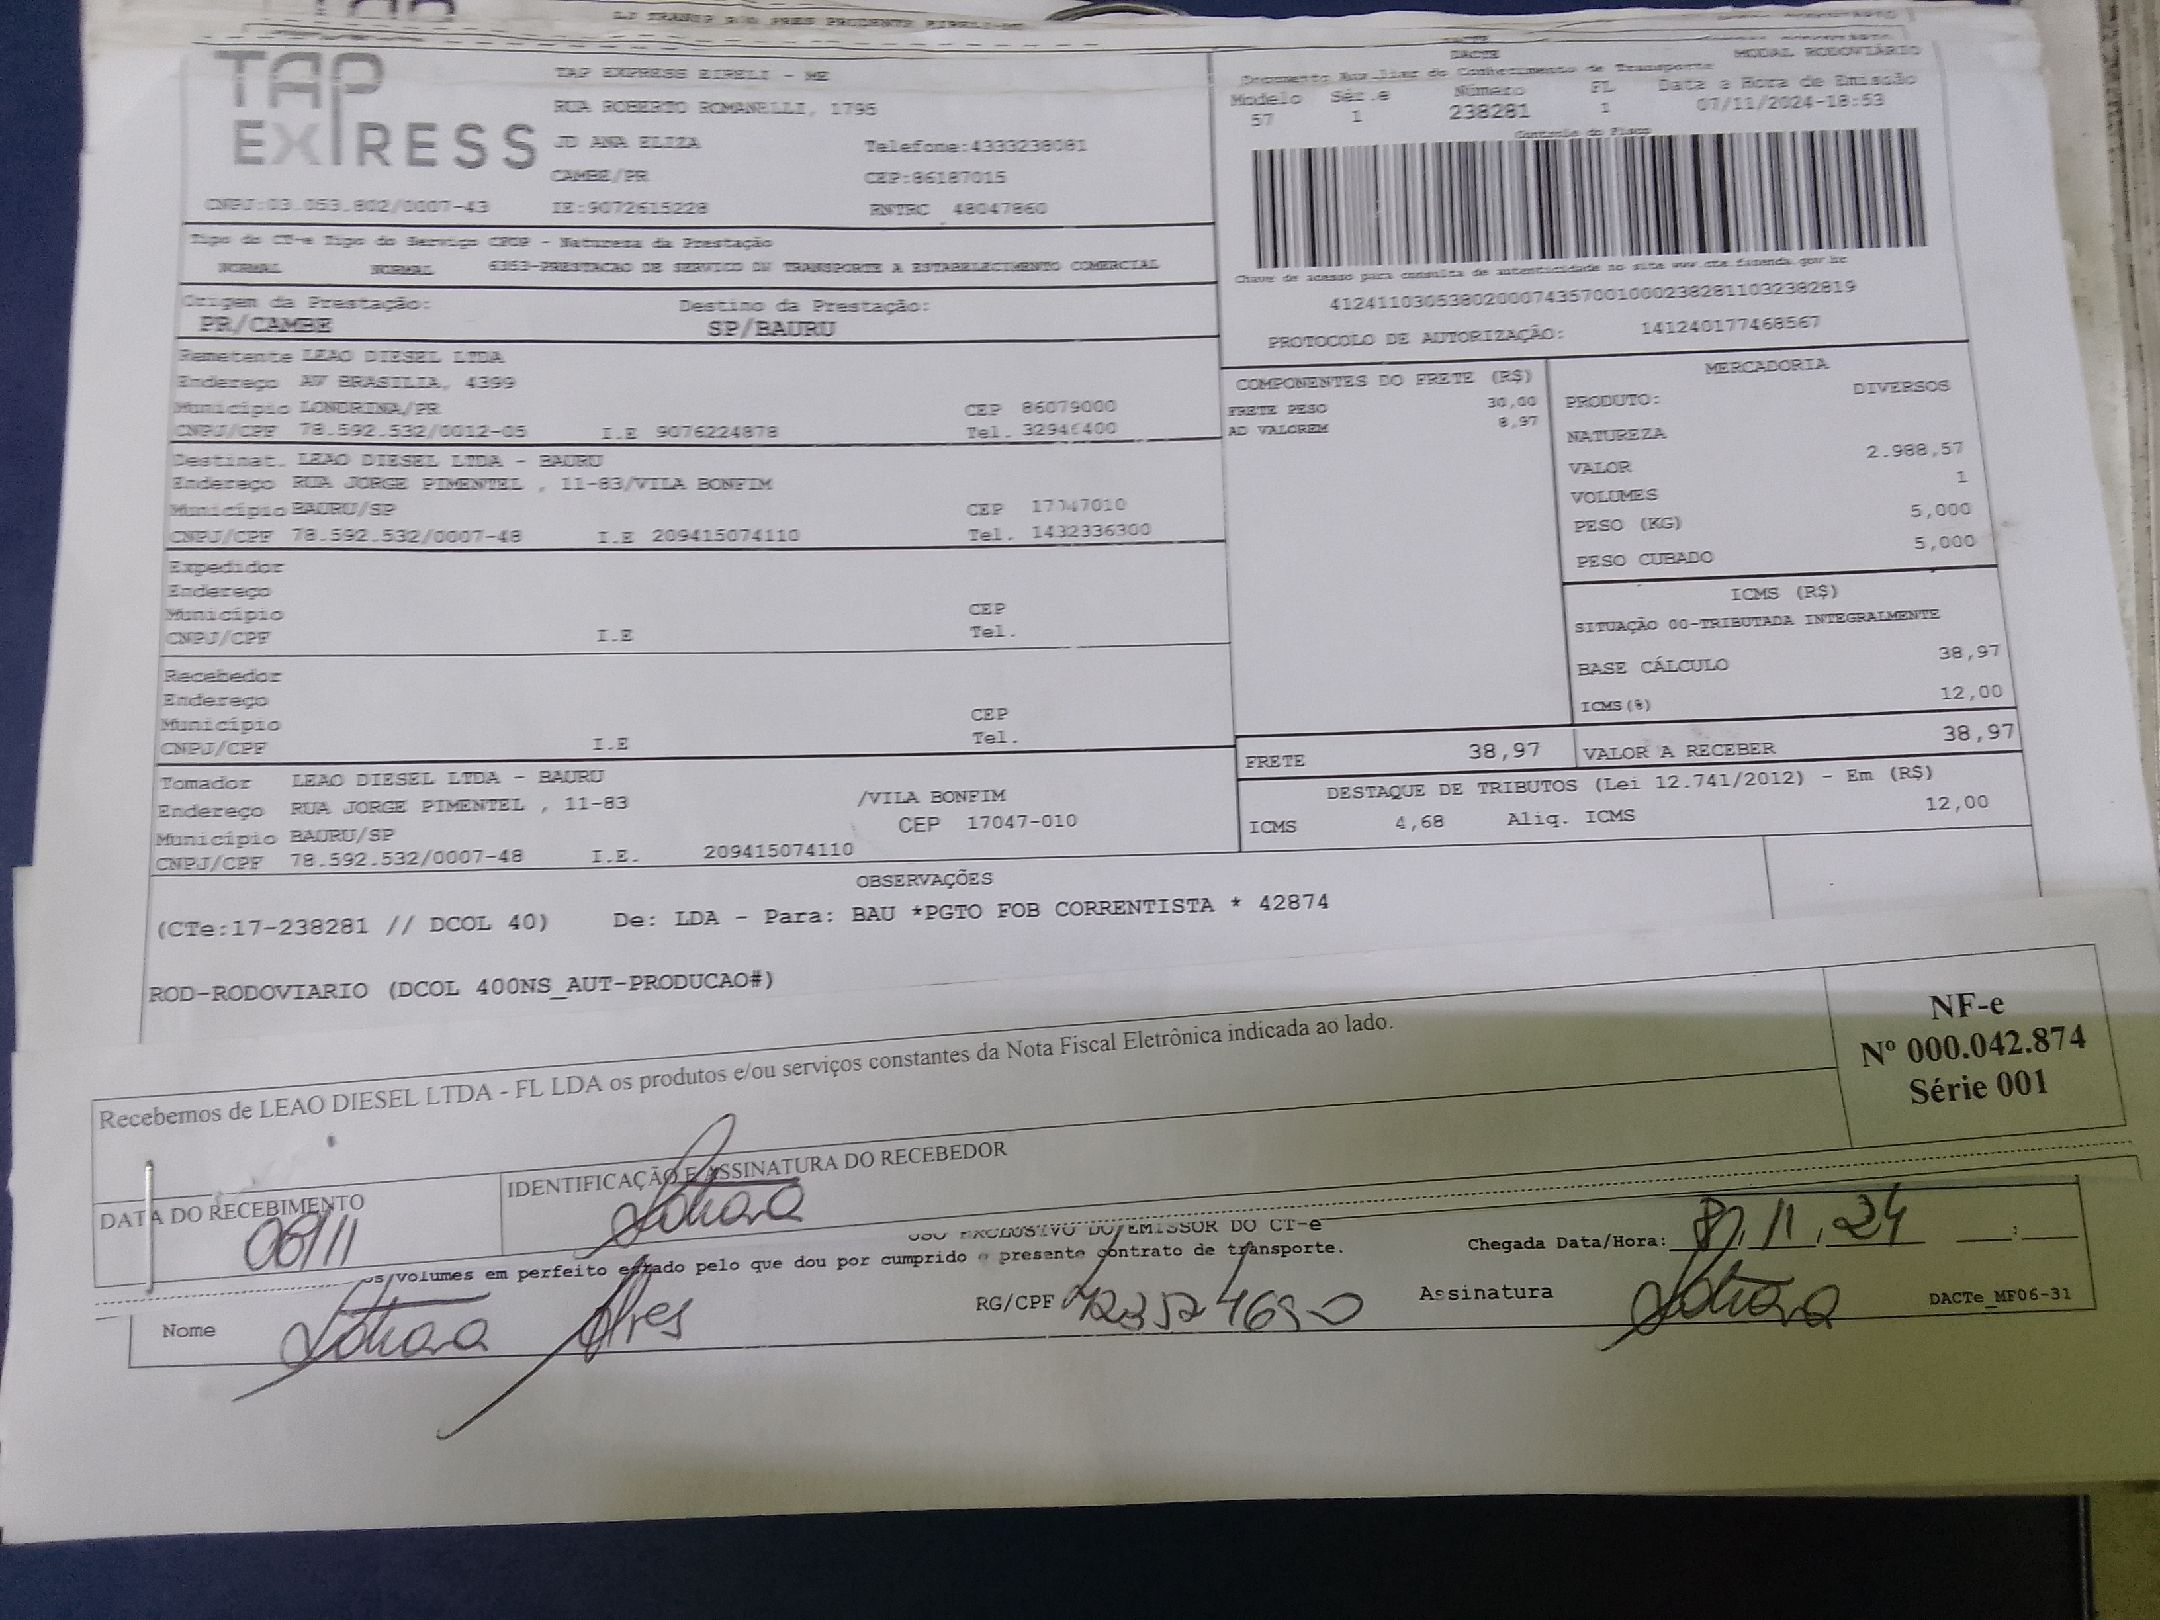 TAP EXPRESS
TAP EXPRESS EIRELI - ME
RUA ROBERTO ROMANELLI, 1795
JD ANA ELIZA Telefone:4333238081
CAMBE/PR CEP:86187015
CNPJ:03.053.802/0007-43 IE:9072615228 RNTRC 48047860
DACTE MODAL RODOVIÁRIO
Documento Auxiliar do Conhecimento de Transporte
Modelo Série Número FL Data e Hora de Emissão
57 1 238281 1 07/11/2024-18:53
Controle do Fisco
Chave de acesso para consulta de autenticidade no site www.cte.fazenda.gov.br
41241103053802000743570010002382811032382819
PROTOCOLO DE AUTORIZAÇÃO: 141240177468567
Tipo do CT-e Tipo do Serviço CFOP - Natureza da Prestação
NORMAL NORMAL 6353-PRESTACAO DE SERVICO DE TRANSPORTE A ESTABELECIMENTO COMERCIAL
Origem da Prestação: Destino da Prestação:
PR/CAMBE SP/BAURU
Remetente LEAO DIESEL LTDA
Endereço AV BRASILIA, 4399
Município LONDRINA/PR CEP 86079000
CNPJ/CPF 78.592.532/0012-05 I.E 9076224878 Tel. 32946400
Destinat. LEAO DIESEL LTDA - BAURU
Endereço RUA JORGE PIMENTEL , 11-83/VILA BONFIM
Município BAURU/SP CEP 17047010
CNPJ/CPF 78.592.532/0007-48 I.E 209415074110 Tel. 1432336300
Expedidor
Endereço
Município CEP
CNPJ/CPF I.E Tel.
Recebedor
Endereço
Município CEP
CNPJ/CPF I.E Tel.
Tomador LEAO DIESEL LTDA - BAURU
Endereço RUA JORGE PIMENTEL , 11-83 /VILA BONFIM
Município BAURU/SP CEP 17047-010
CNPJ/CPF 78.592.532/0007-48 I.E. 209415074110
COMPONENTES DO FRETE (R$)
FRETE PESO 30,00
AD VALOREM 8,97
MERCADORIA
PRODUTO: DIVERSOS
NATUREZA
VALOR 2.988,57
VOLUMES 1
PESO (KG) 5,000
PESO CUBADO 5,000
ICMS (R$)
SITUAÇÃO 00-TRIBUTADA INTEGRALMENTE
BASE CÁLCULO 38,97
ICMS(%) 12,00
FRETE 38,97 VALOR A RECEBER 38,97
DESTAQUE DE TRIBUTOS (Lei 12.741/2012) - Em (R$)
ICMS 4,68 Aliq. ICMS 12,00
OBSERVAÇÕES
(CTe:17-238281 // DCOL 40) De: LDA - Para: BAU *PGTO FOB CORRENTISTA * 42874
ROD-RODOVIARIO (DCOL 400NS_AUT-PRODUCAO#)
Recebemos de LEAO DIESEL LTDA - FL LDA os produtos e/ou serviços constantes da Nota Fiscal Eletrônica indicada ao lado.
NF-e
Nº 000.042.874
Série 001
DATA DO RECEBIMENTO IDENTIFICAÇÃO E ASSINATURA DO RECEBEDOR
08/11
USO EXCLUSIVO DO EMISSOR DO CT-e
os volumes em perfeito estado pelo que dou por cumprido o presente contrato de transporte.
Chegada Data/Hora: 11 24 :
Nome RG/CPF Assinatura DACTe_MF06-31